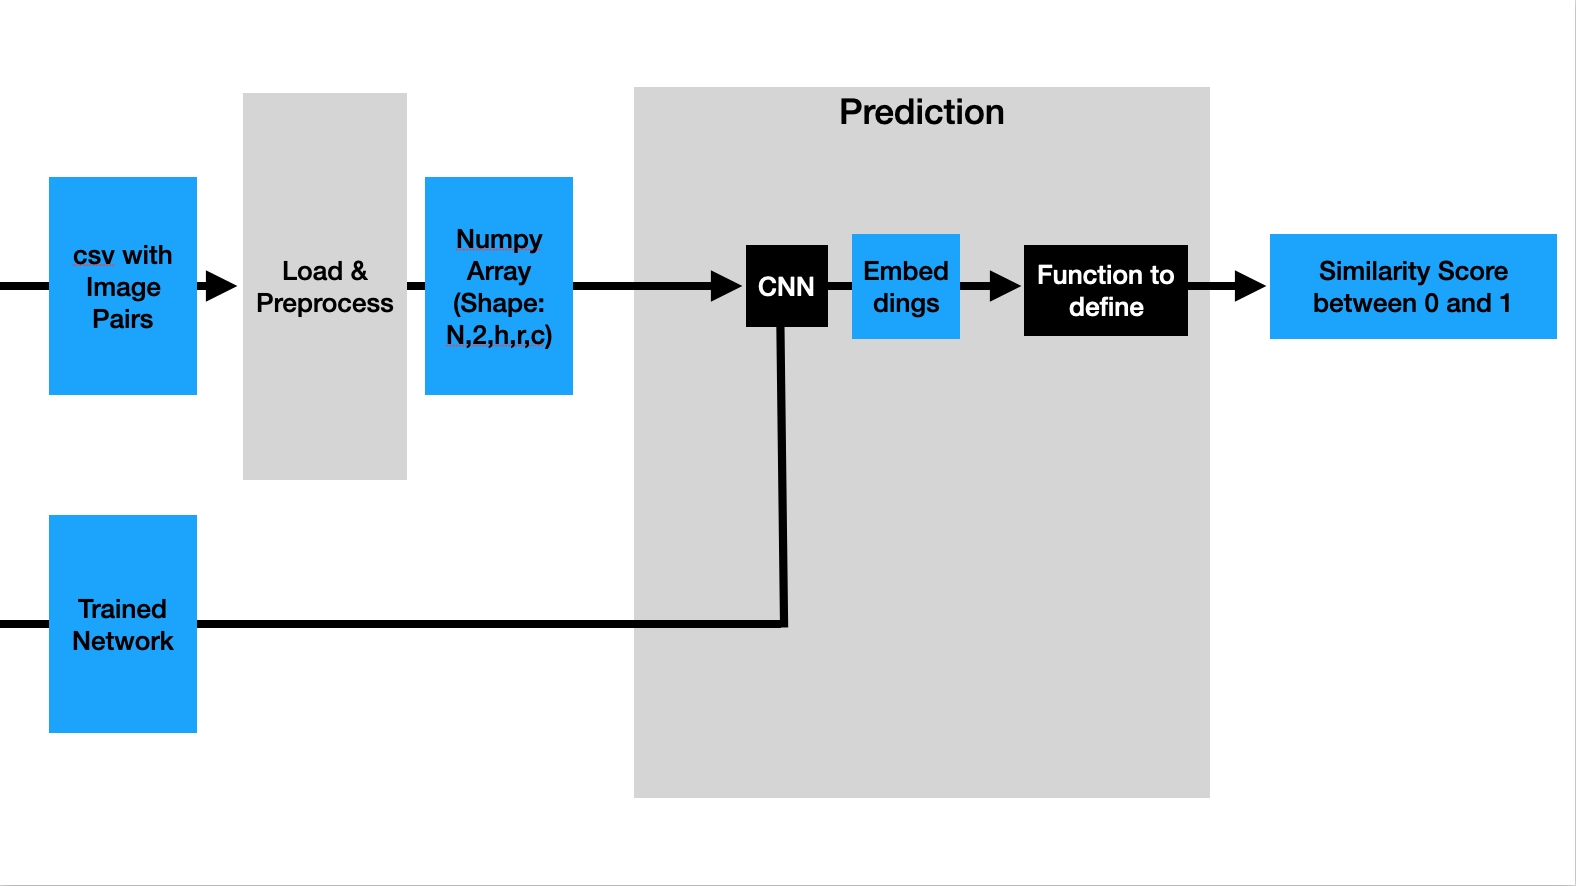 Prediction
csv with
Image
Pairs
Load &
Preprocess
Numpy
Array
(Shape:
N,2,h,r,c)
CNN
Embed
dings
Function to
define
Similarity Score
between 0 and 1
Trained
Network